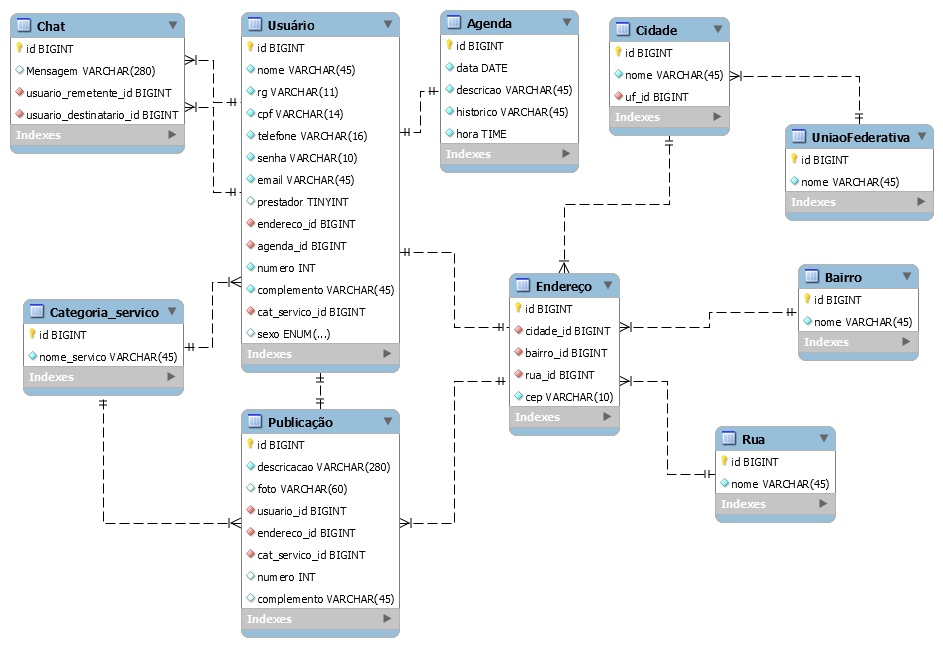 Chat
id BIGINT
Mensagem VARCHAR(280)
usuario_remetente_id BIGINT
usuario_destinatario_id BIGINT
Indexes
Usuário
id BIGINT
nome VARCHAR(45)
rg VARCHAR(11)
cpf VARCHAR(14)
telefone VARCHAR(16)
senha VARCHAR(10)
email VARCHAR(45)
prestador TINYINT
endereco_id BIGINT
agenda_id BIGINT
numero INT
complemento VARCHAR(45)
cat_servico_id BIGINT
sexo ENUM(...)
Indexes
Agenda
id BIGINT
data DATE
descricao VARCHAR(45)
historico VARCHAR(45)
hora TIME
Indexes
Cidade
id BIGINT
nome VARCHAR(45)
uf_id BIGINT
Indexes
UniaoFederativa
id BIGINT
nome VARCHAR(45)
Indexes
Categoria_servico
id BIGINT
nome_servico VARCHAR(45)
Indexes
Endereço
id BIGINT
cidade_id BIGINT
bairro_id BIGINT
rua_id BIGINT
cep VARCHAR(10)
Indexes
Bairro
id BIGINT
nome VARCHAR(45)
Indexes
Publicação
id BIGINT
descricacao VARCHAR(280)
foto VARCHAR(60)
usuario_id BIGINT
endereco_id BIGINT
cat_servico_id BIGINT
numero INT
complemento VARCHAR(45)
Indexes
Rua
id BIGINT
nome VARCHAR(45)
Indexes